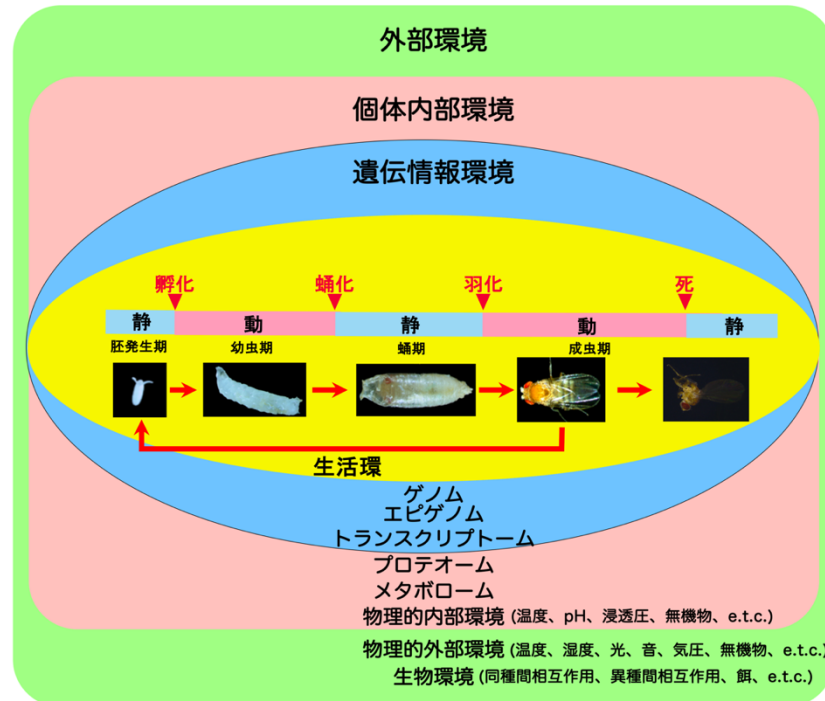 外部環境
個体内部環境
遺伝情報環境
孵化 蛹化 羽化 死
静 動 静 動 静
胚発生期 幼虫期 蛹期 成虫期
生活環
ゲノム
エピゲノム
トランスクリプトーム
プロテオーム
メタボローム
物理的内部環境 (温度、pH、浸透圧、無機物、e.t.c.)
物理的外部環境 (温度、湿度、光、音、気圧、無機物、e.t.c.)
生物環境 (同種間相互作用、異種間相互作用、餌、e.t.c.)